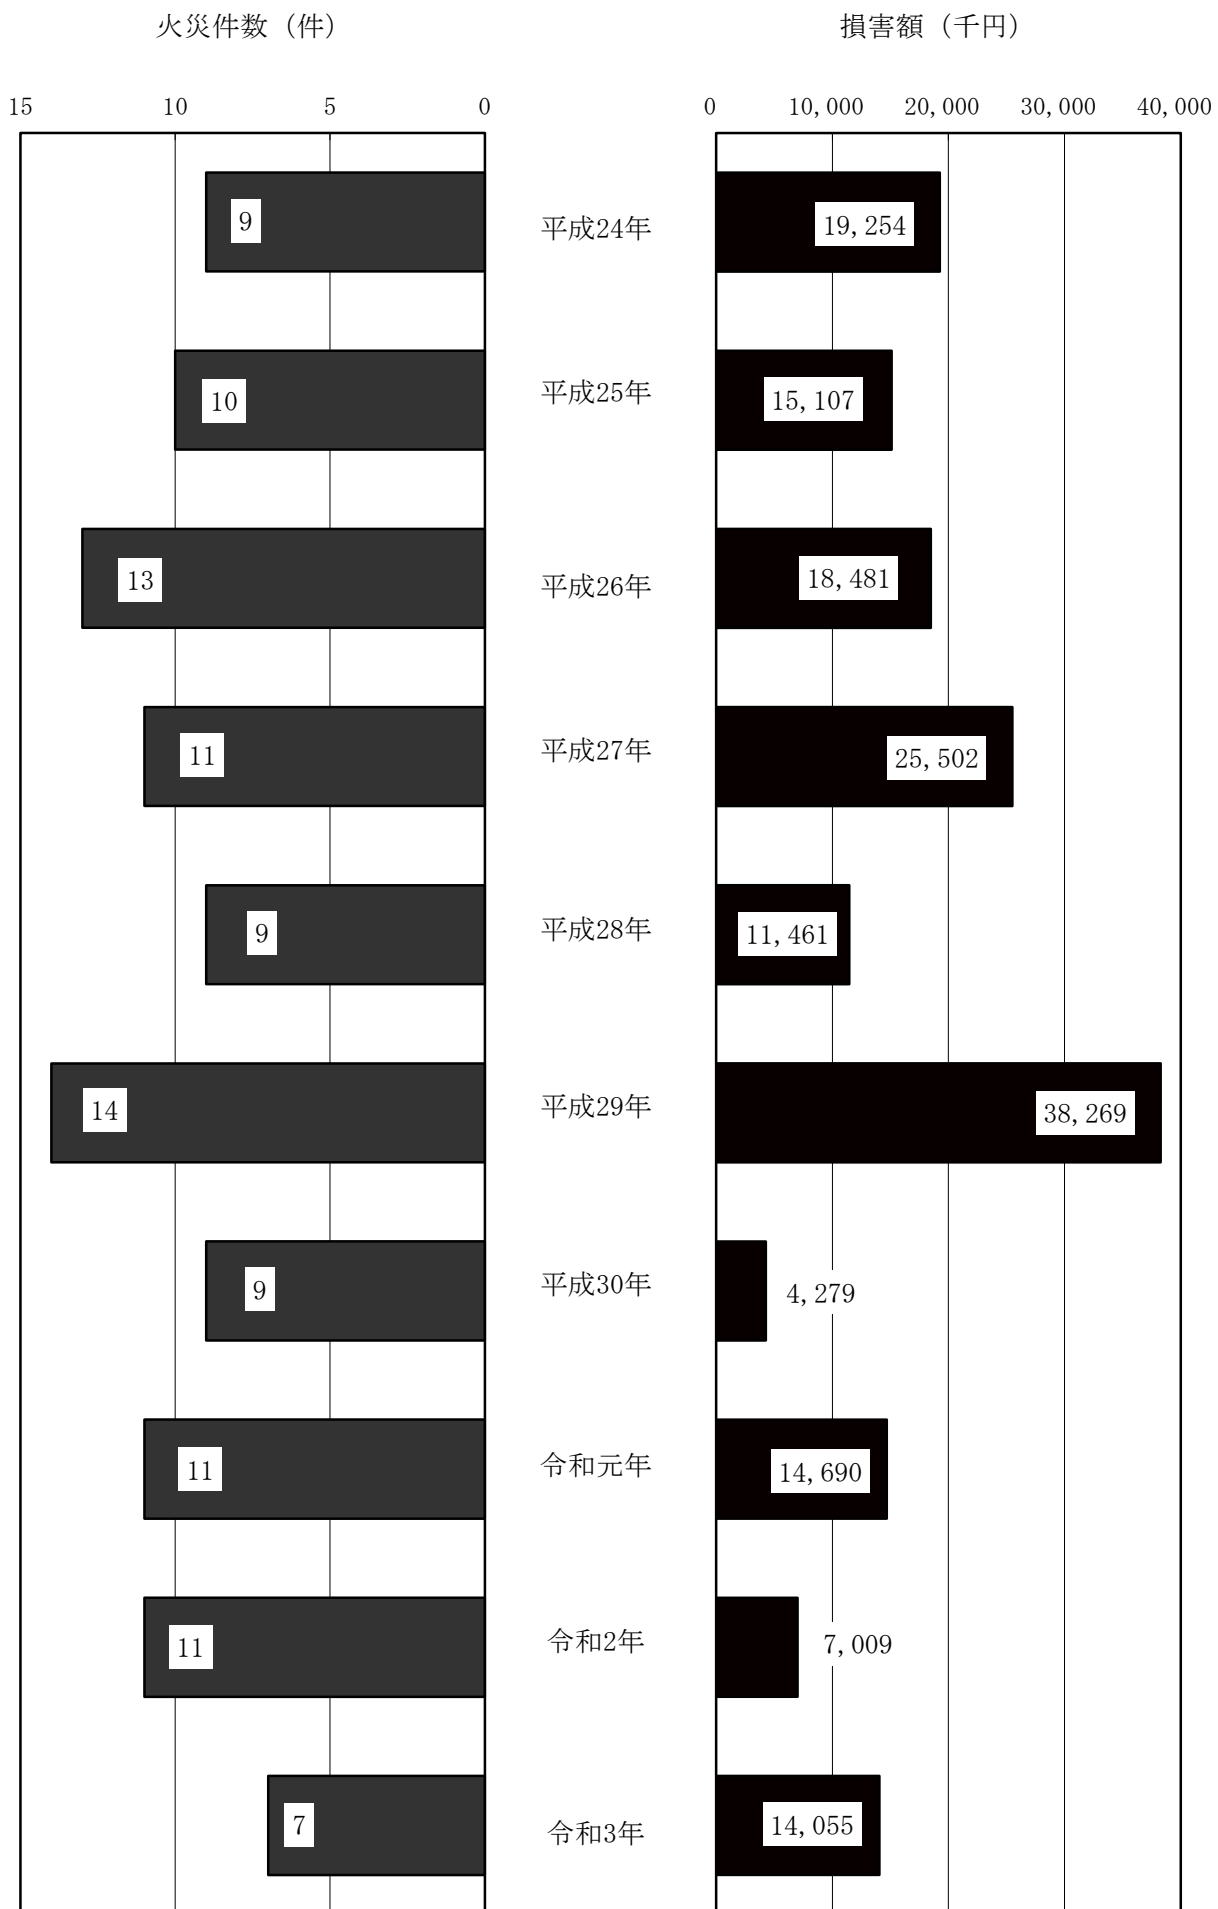 火災件数（件） 損害額（千円）
15 10 5 0 0 10,000 20,000 30,000 40,000
9 平成24年 19,254
10 平成25年 15,107
13 平成26年 18,481
11 平成27年 25,502
9 平成28年 11,461
14 平成29年 38,269
9 平成30年 4,279
11 令和元年 14,690
11 令和2年 7,009
7 令和3年 14,055